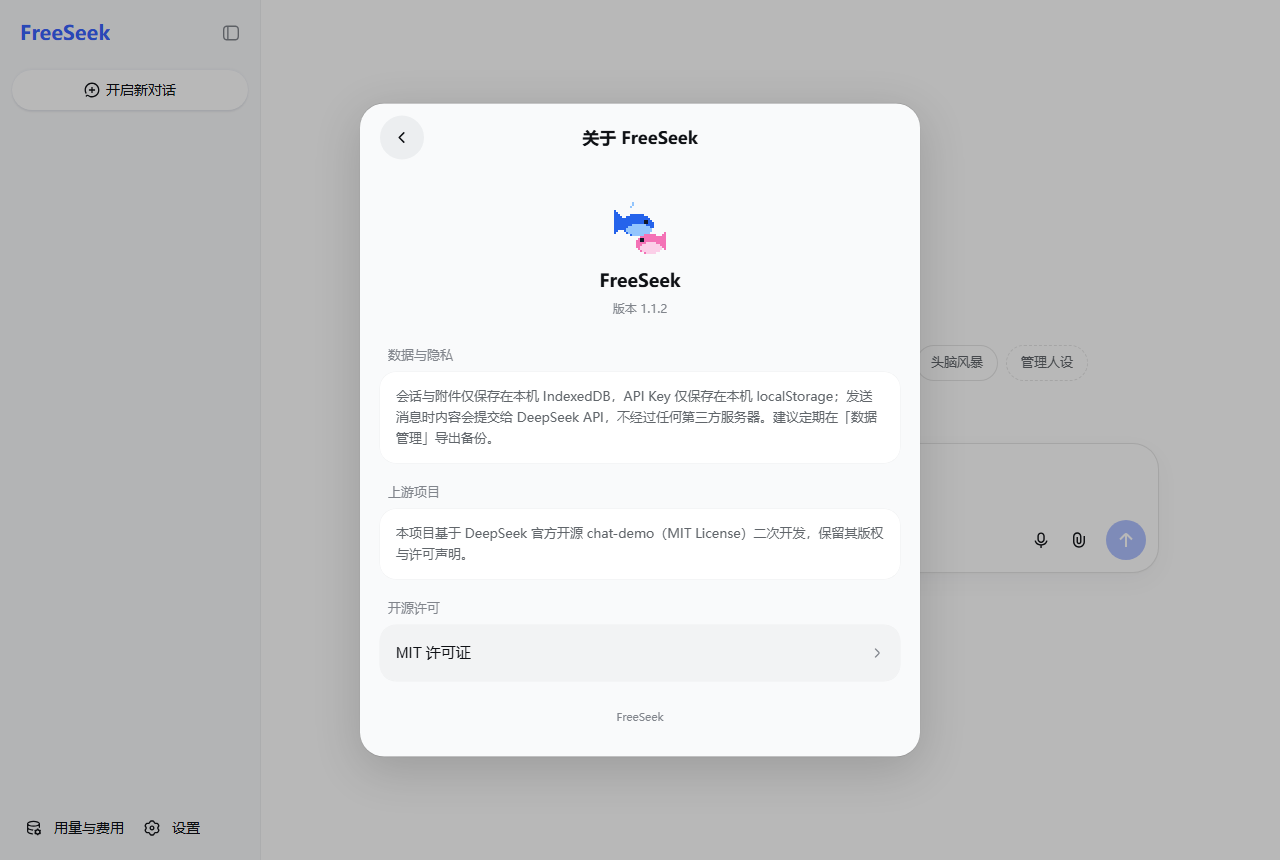 FreeSeek
开启新对话
关于 FreeSeek
FreeSeek
版本 1.1.2
数据与隐私
会话与附件仅保存在本机 IndexedDB，API Key 仅保存在本机 localStorage；发送
消息时内容会提交给 DeepSeek API，不经过任何第三方服务器。建议定期在「数据
管理」导出备份。
上游项目
本项目基于 DeepSeek 官方开源 chat-demo（MIT License）二次开发，保留其版权
与许可声明。
开源许可
MIT 许可证
FreeSeek
头脑风暴
管理人设
用量与费用
设置